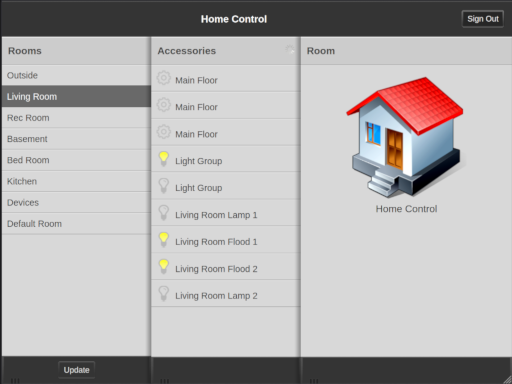 Home Control
Sign Out
Rooms
Accessories
Room
Outside
Living Room
Rec Room
Basement
Bed Room
Kitchen
Devices
Default Room
Main Floor
Main Floor
Main Floor
Light Group
Light Group
Living Room Lamp 1
Living Room Flood 1
Living Room Flood 2
Living Room Lamp 2
Home Control
Update